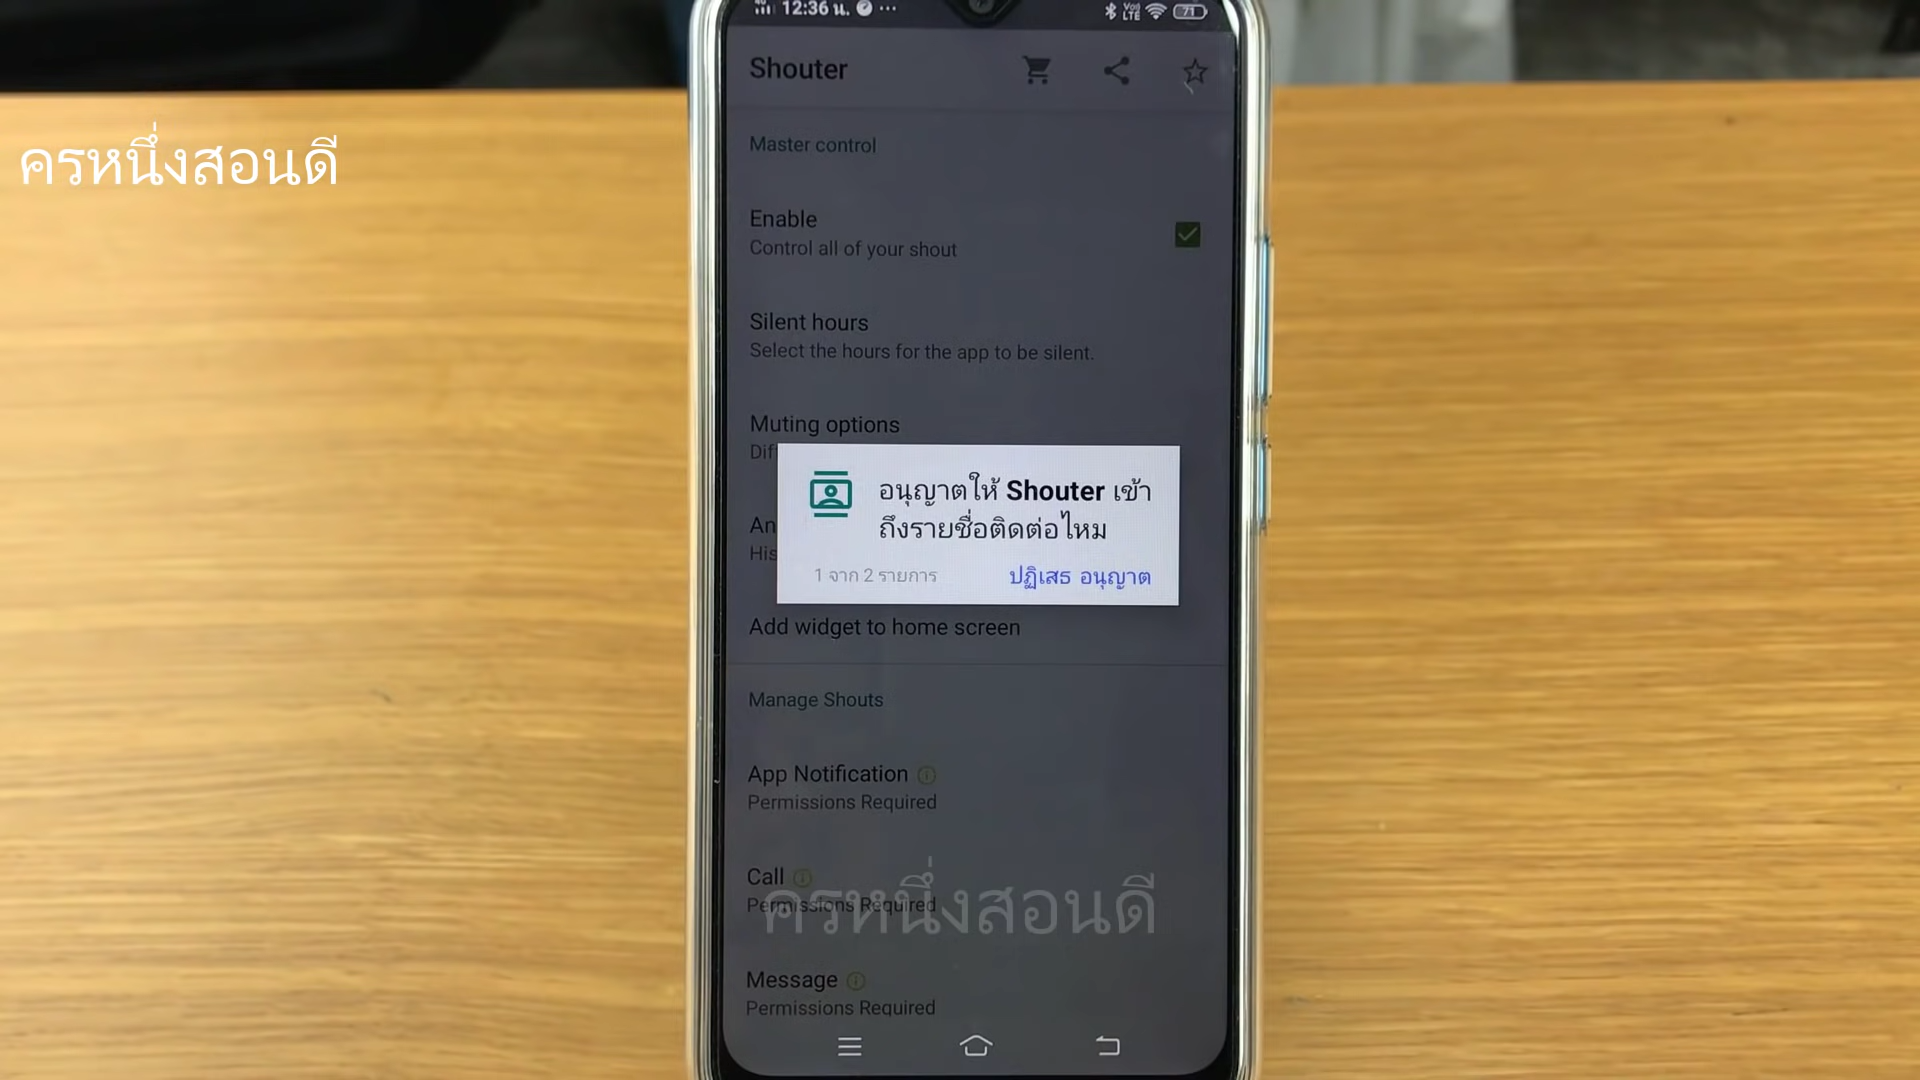 12:36 น.
71
Shouter
ครหนึ่งสอนดี
Master control
Enable
Control all of your shout
Silent hours
Select the hours for the app to be silent.
Muting options
Dif
อนุญาตให้ Shouter เข้า
ถึงรายชื่อติดต่อไหม
An
His
1 จาก 2 รายการ
ปฏิเสธ อนุญาต
Add widget to home screen
Manage Shouts
App Notification
Permissions Required
Call
Permissions Required
ครหนึ่งสอนดี
Message
Permissions Required